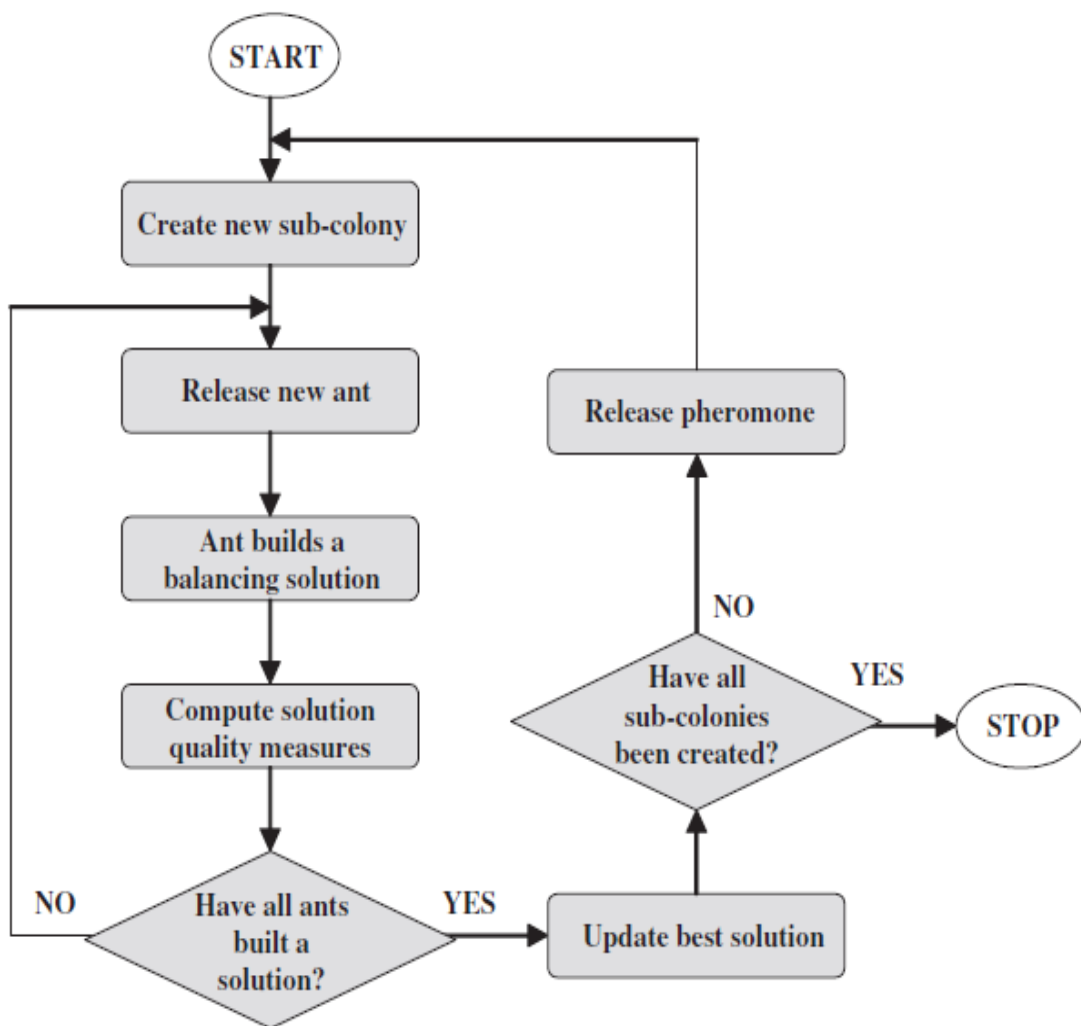 START
Create new sub-colony
Release new ant
Ant builds a
balancing solution
Compute solution
quality measures
Have all ants
built a
solution?
NO
YES
Update best solution
Have all
sub-colonies
been created?
NO
YES
Release pheromone
STOP